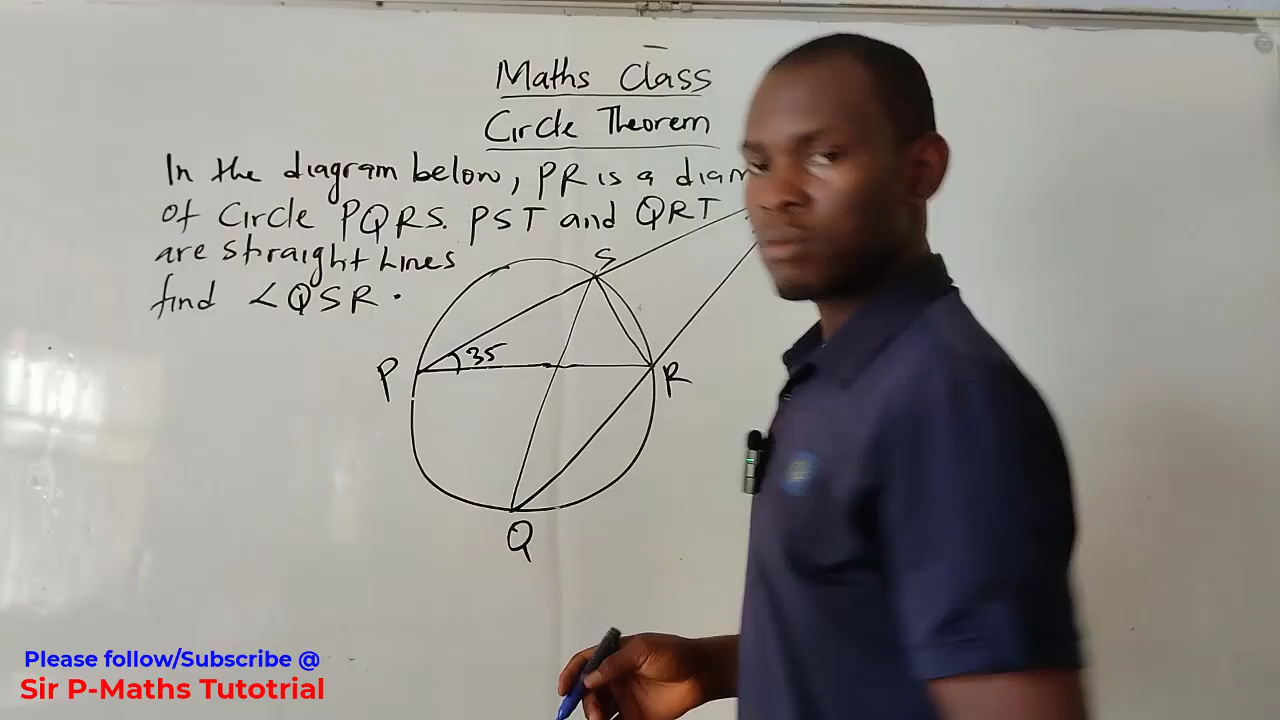 Maths Class
Circle Theorem
In the diagram below, PR is a
of Circle PQRS. PST and QRT
are straight Lines
find <QSR.
S
35
P
R
Q
Please follow/Subscribe @
Sir P-Maths Tutotrial